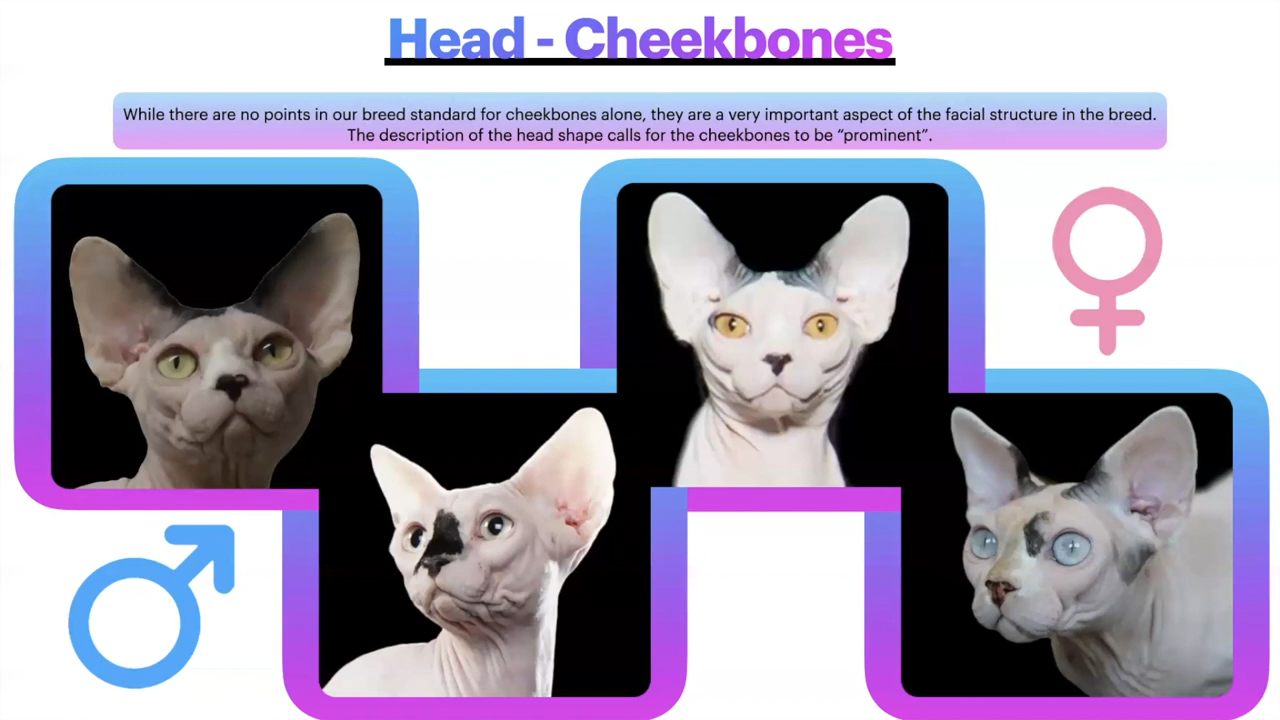 Head - Cheekbones
While there are no points in our breed standard for cheekbones alone, they are a very important aspect of the facial structure in the breed.
The description of the head shape calls for the cheekbones to be “prominent”.